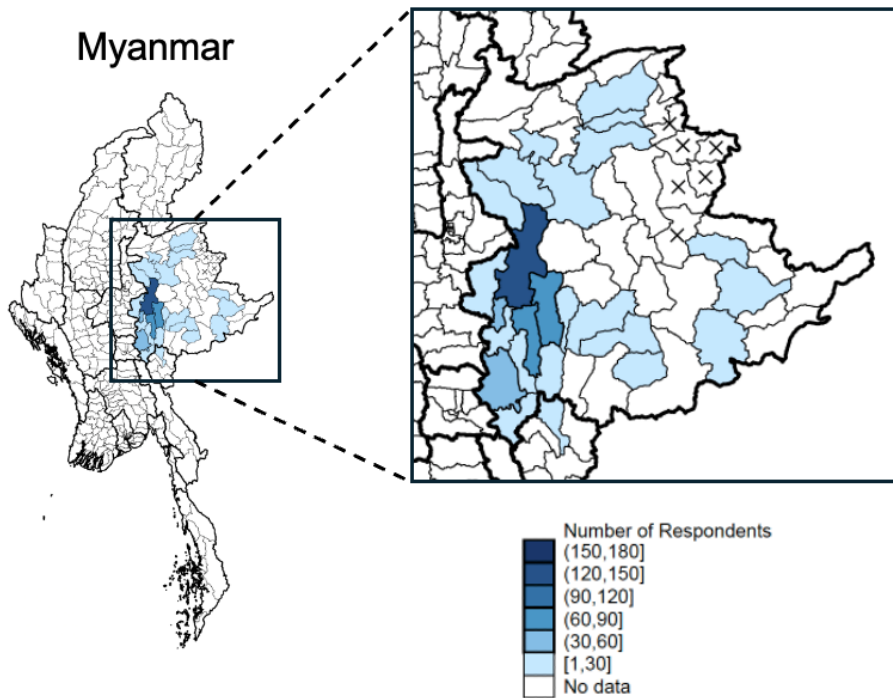 Myanmar
Number of Respondents
(150,180]
(120,150]
(90,120]
(60,90]
(30,60]
[1,30]
No data